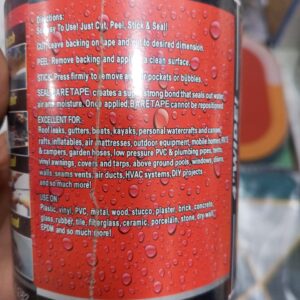 Directions:
So Easy To Use! Just Cut, Peel, Stick & Seal!
CUT: Leave backing on tape and cut to desired dimension.
PEEL: Remove backing and apply to clean surface.
STICK: Press firmly to remove any air pockets or bubbles.
SEAL: BARE TAPE creates a super strong bond that seals out water,
air and moisture. Once applied, BARE TAPE cannot be repositioned
EXCELLENT FOR:
Roof leaks, gutters, boats, kayaks, personal watercrafts and canoes,
rafts, inflatables, air mattresses, outdoor equipment, mobile homes, RV'S
& campers, garden hoses, low pressure PVC & plumbing pipes, tents,
vinyl awnings, covers and tarps, above ground pools, windows, dams,
walls, seams vents, air ducts, HVAC systems, DIY projects
and so much more!
USE ON
Plastic, vinyl, PVC, metal, wood, stucco, plaster, brick, concrete,
glass, rubber, tile, fiberglass, ceramic, porcelain, stone, dry wall,
EPDM and so much more!